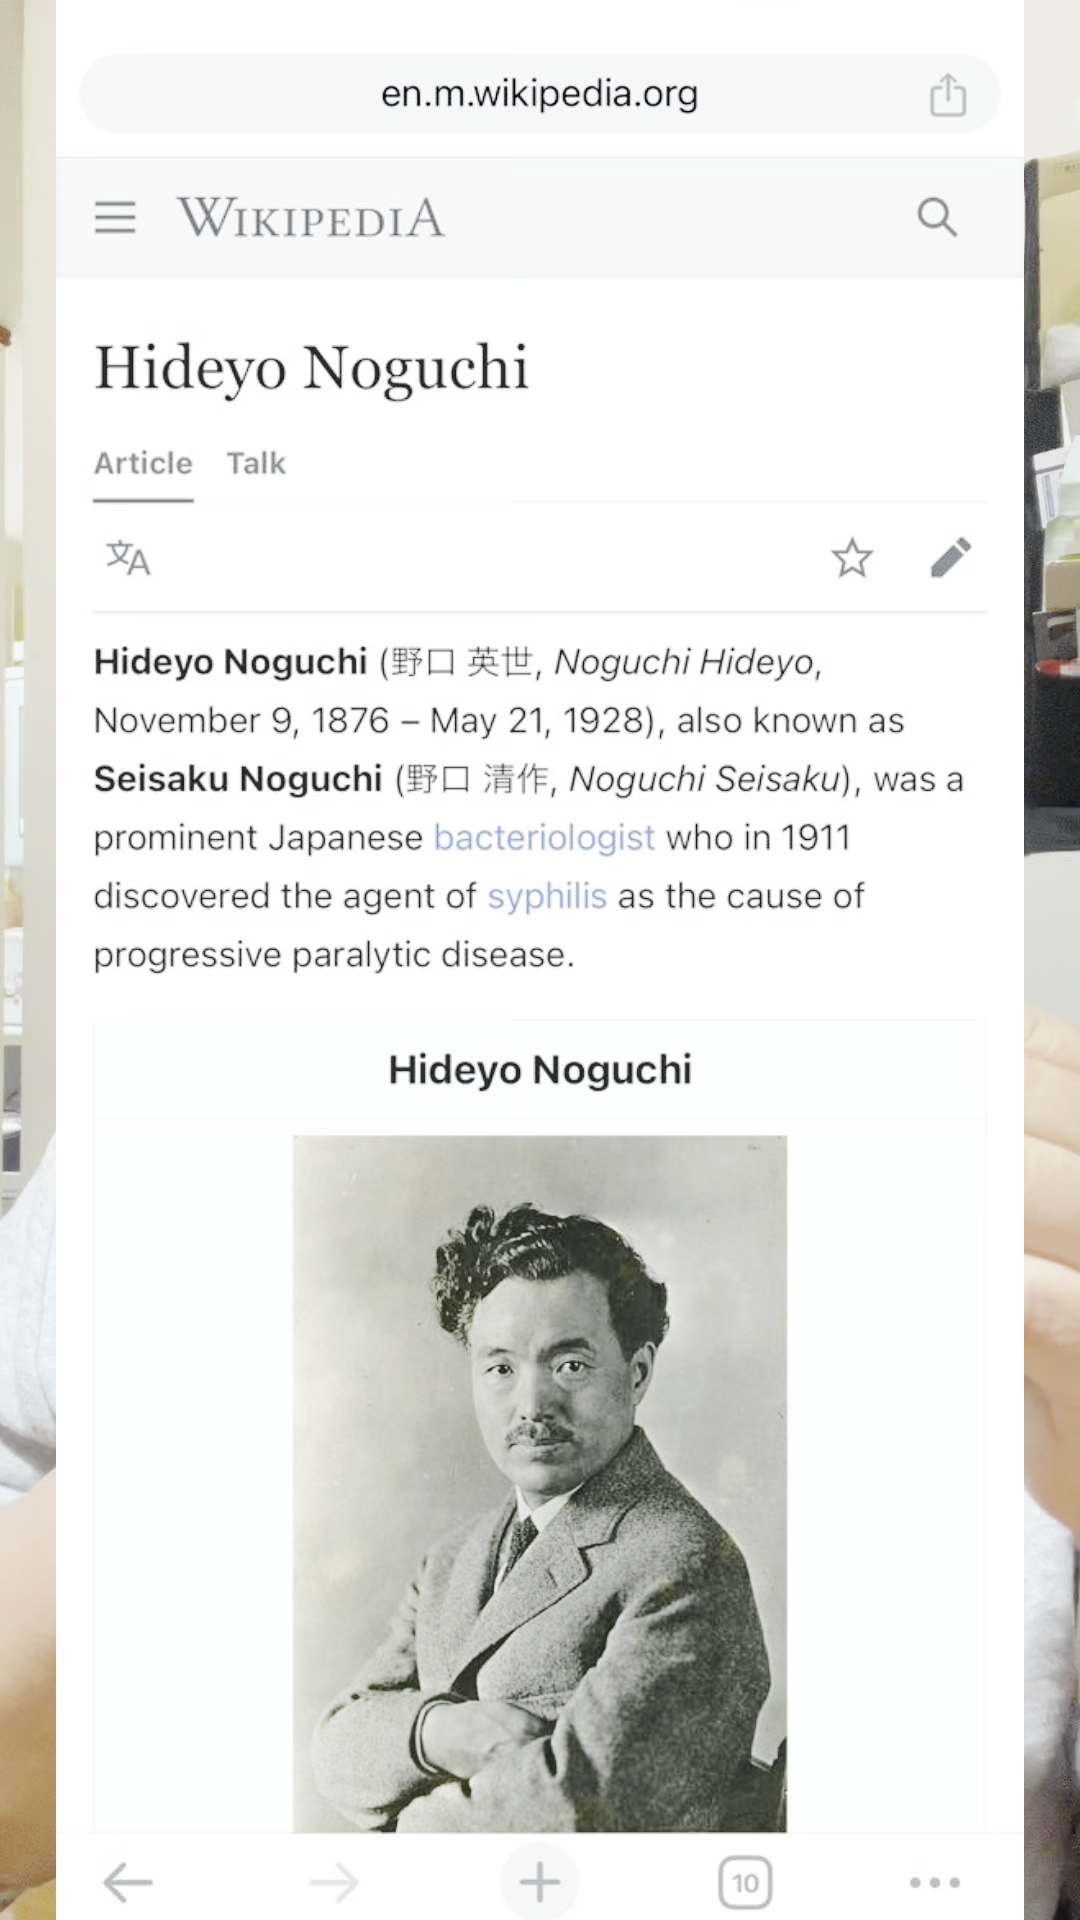 en.m.wikipedia.org
WIKIPEDIA
Hideyo Noguchi
Article Talk
文A
Hideyo Noguchi (野口 英世, Noguchi Hideyo,
November 9, 1876 – May 21, 1928), also known as
Seisaku Noguchi (野口 清作, Noguchi Seisaku), was a
prominent Japanese bacteriologist who in 1911
discovered the agent of syphilis as the cause of
progressive paralytic disease.
Hideyo Noguchi
10